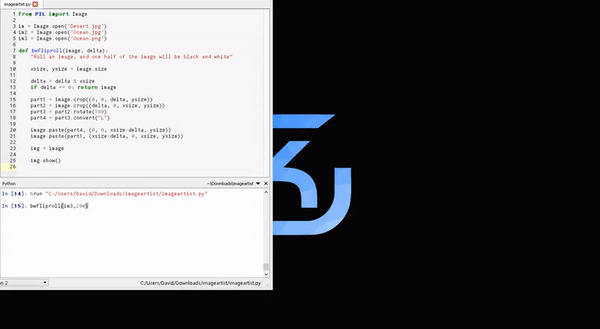 imageartist.py
1 from PIL import Image
2
3 im = Image.open('Desert.jpg')
4 im2 = Image.open('Ocean.jpg')
5 im3 = Image.open('Ocean.png')
6
7 def bwfliproll(image, delta):
8 "Roll an image, and one half of the image will be black and white"
9
10 xsize, ysize = image.size
11
12 delta = delta % xsize
13 if delta == 0: return image
14
15 part1 = image.crop((0, 0, delta, ysize))
16 part2 = image.crop((delta, 0, xsize, ysize))
17 part3 = part2.rotate(180)
18 part4 = part3.convert("L")
19
20 image.paste(part4, (0, 0, xsize-delta, ysize))
21 image.paste(part1, (xsize-delta, 0, xsize, ysize))
22
23 img = image
24
25 img.show()
26
Python ~\Downloads\imageartist
In [14]: %run "C:/Users/David/Downloads/imageartist/imageartist.py"
In [15]: bwfliproll(im3,200)
n 2 C:/Users/David/Downloads/imageartist/imageartist.py